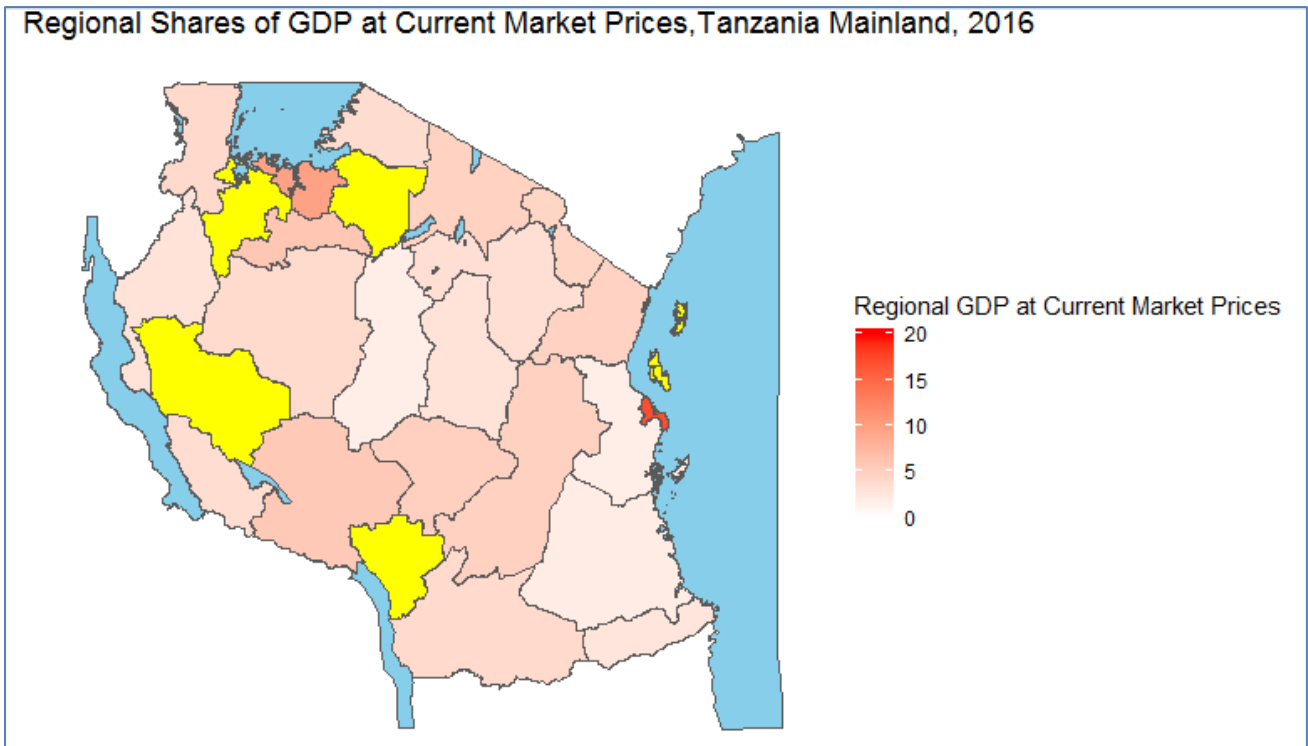 Regional Shares of GDP at Current Market Prices,Tanzania Mainland, 2016
Regional GDP at Current Market Prices
20
15
10
5
0